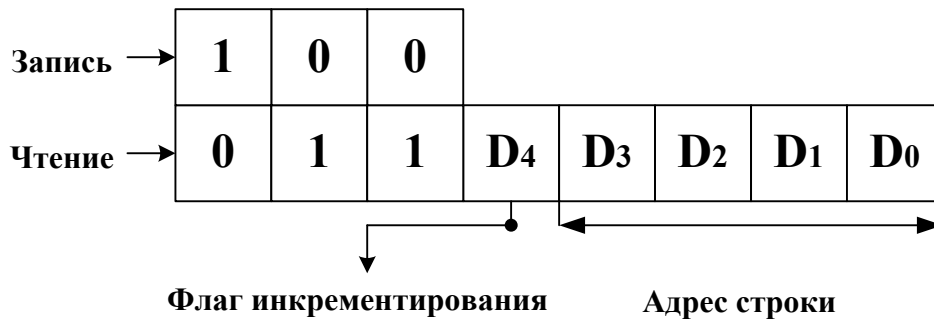 Запись 1 0 0
Чтение 0 1 1 D4 D3 D2 D1 D0
Флаг инкрементирования Адрес строки